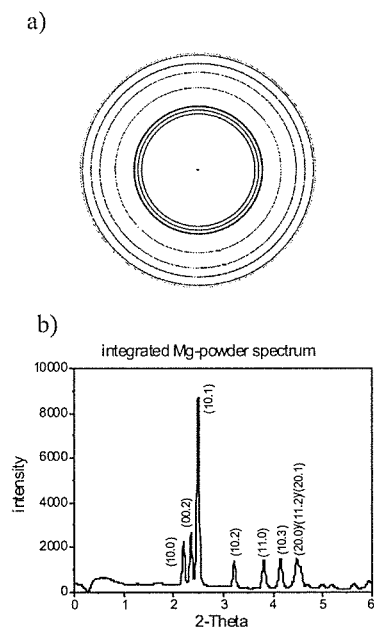 a)
b)
integrated Mg-powder spectrum
10000
8000
6000
4000
2000
0
intensity
(10.0)
(00.2)
(10.1)
(10.2)
(11.0)
(10.3)
(20.0)/(11.2)/(20.1)
0 1 2 3 4 5 6
2-Theta